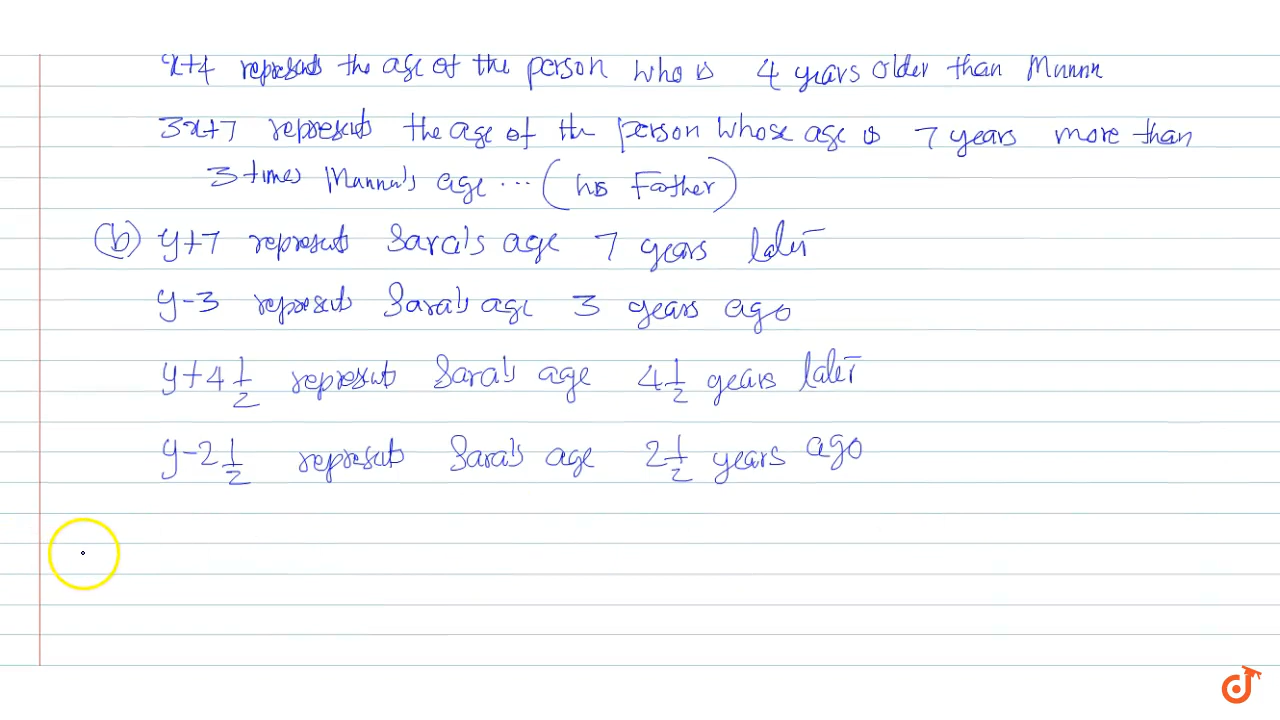 x+4 represents the age of the person who is 4 years older than Munnu
3x+7 represents the age of the person whose age is 7 years more than
3 times Munnu's age ... (his Father)
(b) y+7 represents Sara's age 7 years later
y-3 represents Sara's age 3 years ago
y+4 1/2 represents Sara's age 4 1/2 years later
y-2 1/2 represents Sara's age 2 1/2 years ago